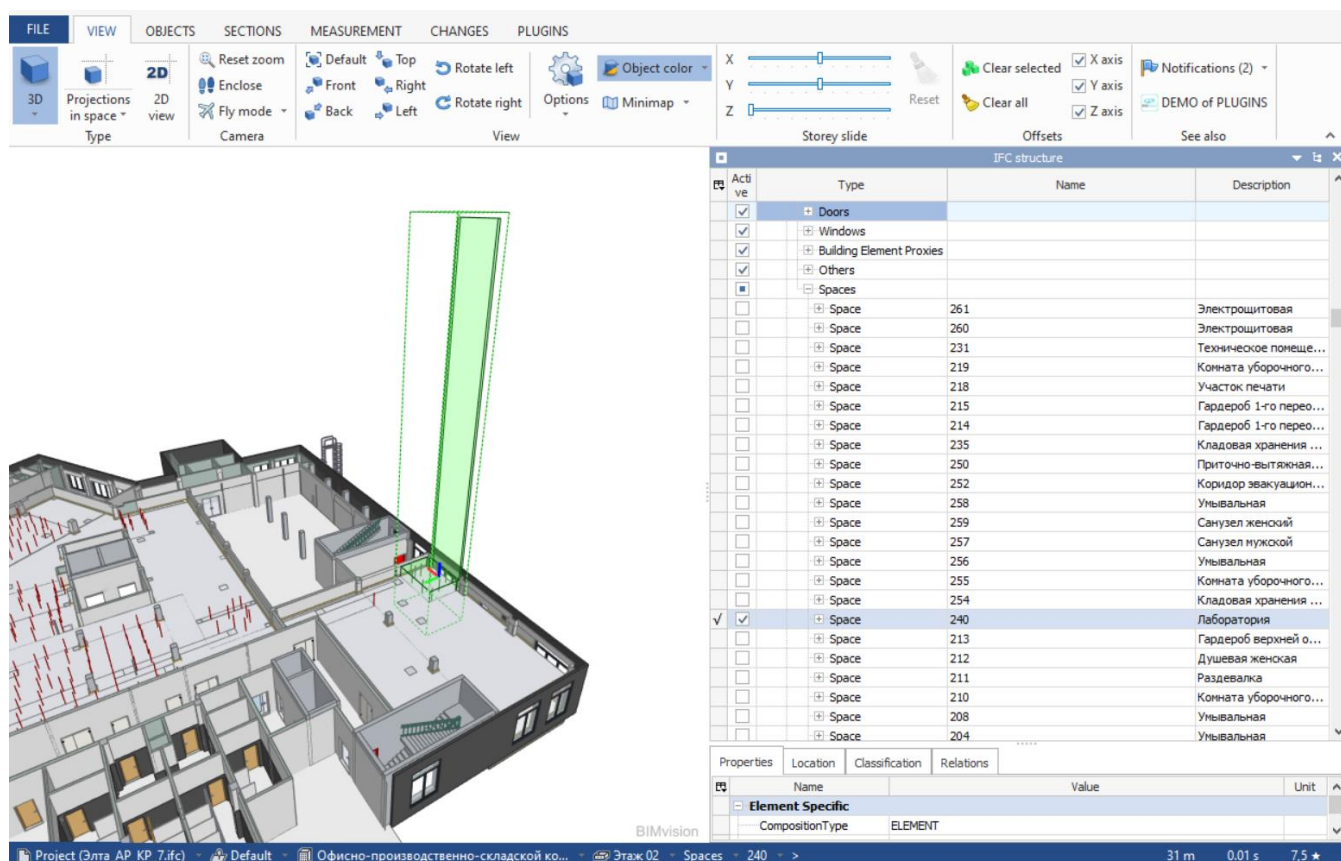 FILE VIEW OBJECTS SECTIONS MEASUREMENT CHANGES PLUGINS
3D
Projections in space
2D
2D view
Type
Reset zoom
Enclose
Fly mode
Camera
Default Top
Front Right
Back Left
Rotate left
Rotate right
Options
Object color
Minimap
View
X
Y
Z
Reset
Storey slide
Clear selected
Clear all
X axis
Y axis
Z axis
Offsets
Notifications (2)
DEMO of PLUGINS
See also
IFC structure
Active Type Name Description
Doors
Windows
Building Element Proxies
Others
Spaces
Space 261 Электрощитовая
Space 260 Электрощитовая
Space 231 Техническое помеще...
Space 219 Комната уборочного...
Space 218 Участок печати
Space 215 Гардероб 1-го перео...
Space 214 Гардероб 1-го перео...
Space 235 Кладовая хранения ...
Space 250 Приточно-вытяжная...
Space 252 Коридор эвакуацион...
Space 258 Умывальная
Space 259 Санузел женский
Space 257 Санузел мужской
Space 256 Умывальная
Space 255 Комната уборочного...
Space 254 Кладовая хранения ...
Space 240 Лаборатория
Space 213 Гардероб верхней о...
Space 212 Душевая женская
Space 211 Раздевалка
Space 210 Комната уборочного...
Space 208 Умывальная
Space 204 Умывальная
Properties Location Classification Relations
Name Value Unit
Element Specific
CompositionType ELEMENT
BIMvision
Project (Элта_АР_КР_7.ifc) Default Офисно-производственно-складской ко... Этаж 02 Spaces 240 > 31 m 0.01 s 7,5 ★